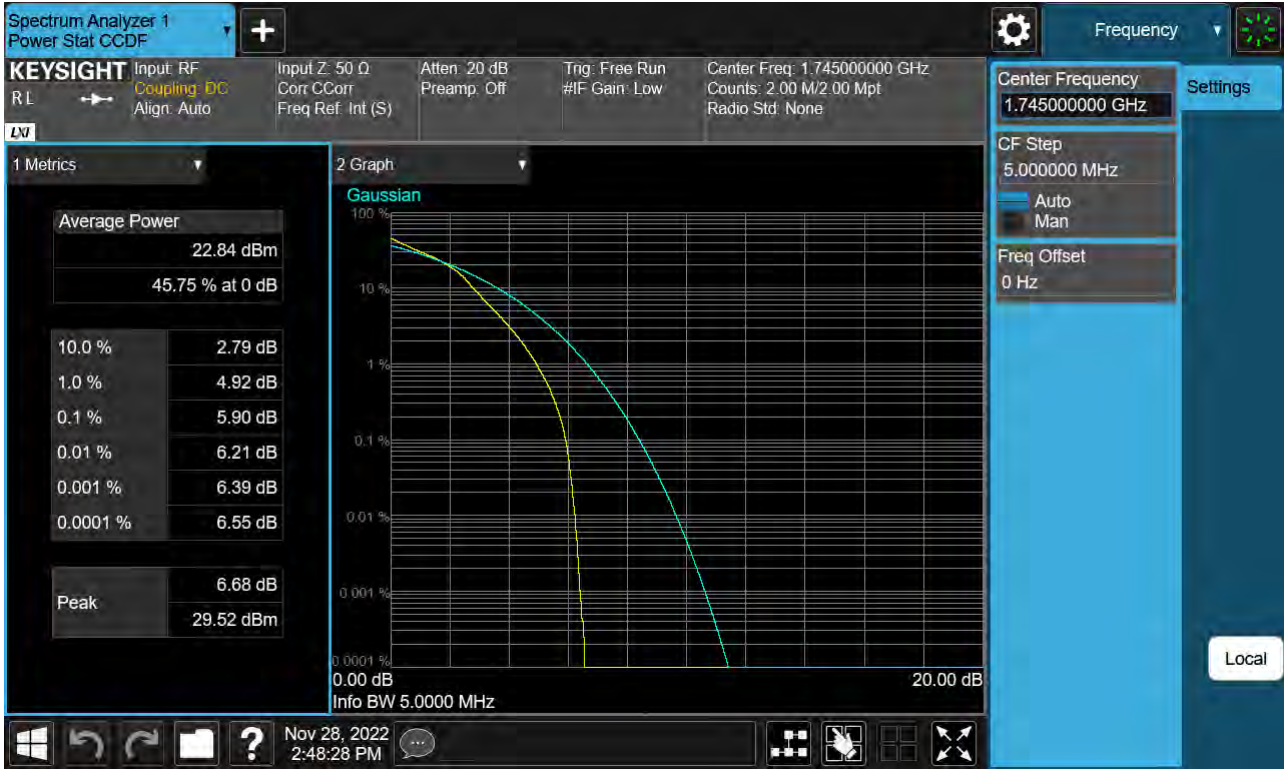 Spectrum Analyzer 1
Power Stat CCDF
Frequency
KEYSIGHT
RL
LXI
Input: RF
Coupling: DC
Align: Auto
Input Z: 50 Ω
Corr CCorr
Freq Ref: Int (S)
Atten: 20 dB
Preamp: Off
Trig: Free Run
#IF Gain: Low
Center Freq: 1.745000000 GHz
Counts: 2.00 M/2.00 Mpt
Radio Std: None
1 Metrics
Average Power
22.84 dBm
45.75 % at 0 dB
10.0 % 2.79 dB
1.0 % 4.92 dB
0.1 % 5.90 dB
0.01 % 6.21 dB
0.001 % 6.39 dB
0.0001 % 6.55 dB
Peak
6.68 dB
29.52 dBm
2 Graph
Gaussian
100 %
10 %
1 %
0.1 %
0.01 %
0.001 %
0.0001 %
0.00 dB 20.00 dB
Info BW 5.0000 MHz
Center Frequency
1.745000000 GHz
CF Step
5.000000 MHz
Auto
Man
Freq Offset
0 Hz
Settings
Local
Nov 28, 2022
2:48:28 PM